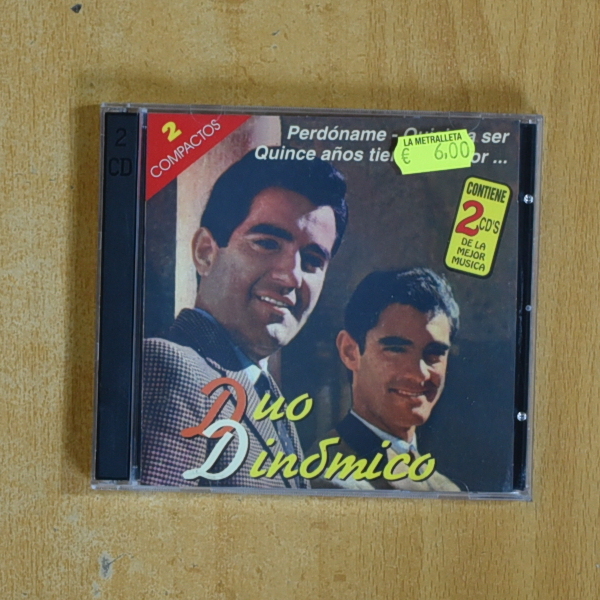 2
CD
2
COMPACTOS
Perdóname - ser
Quince años ...
LA METRALLETA
€ 6,00
CONTIENE
2 CD'S
DE LA
MEJOR
MUSICA
Duo
Dinámico